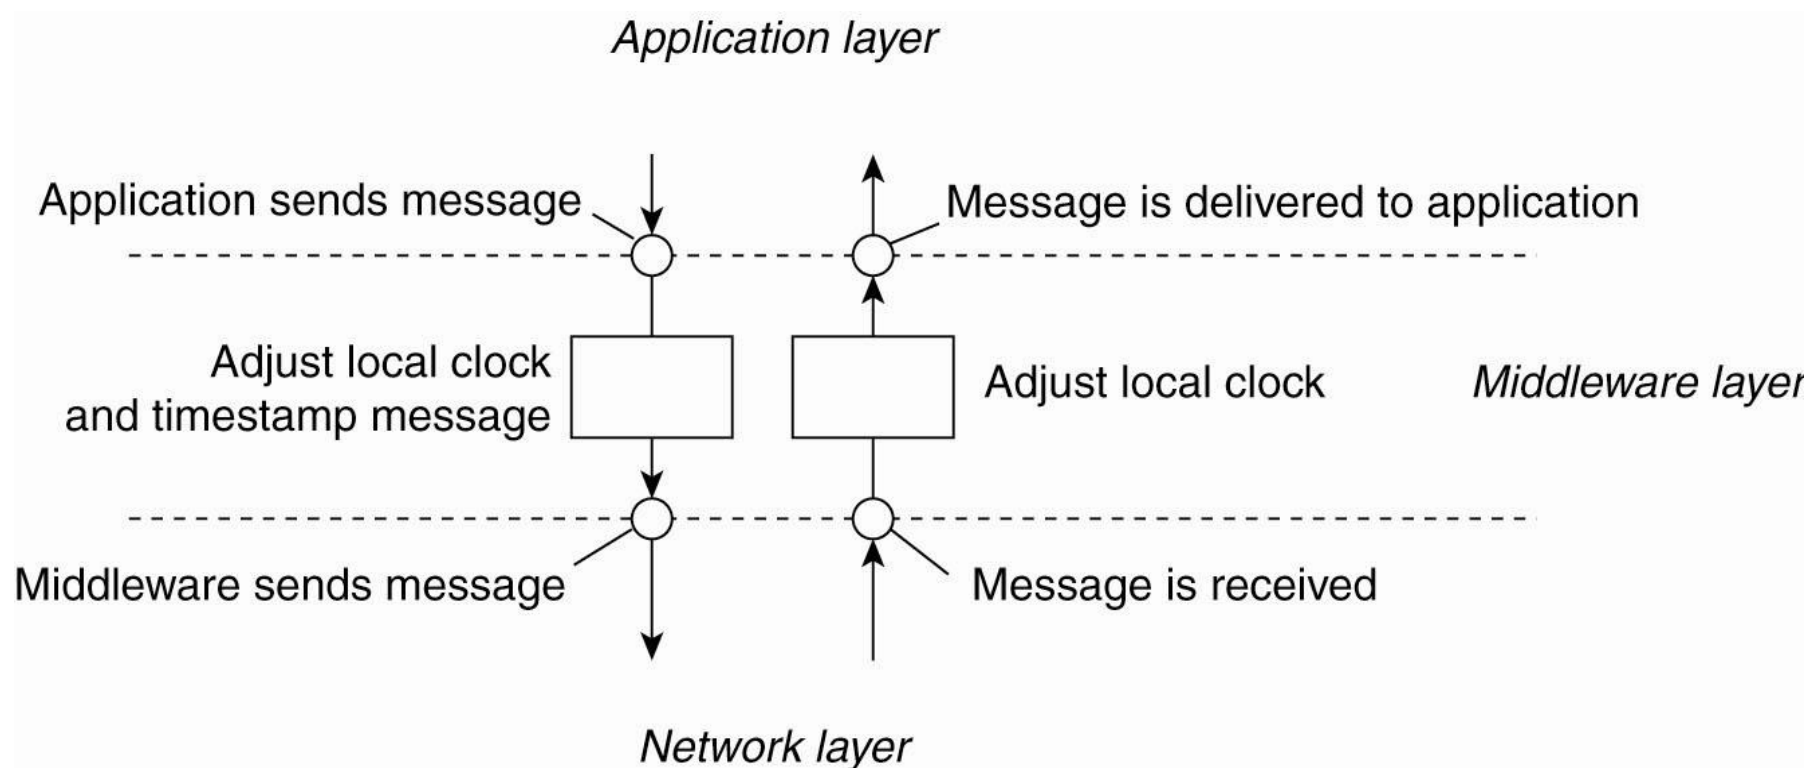 Application layer
Application sends message
Message is delivered to application
Adjust local clock
and timestamp message
Adjust local clock
Middleware layer
Middleware sends message
Message is received
Network layer